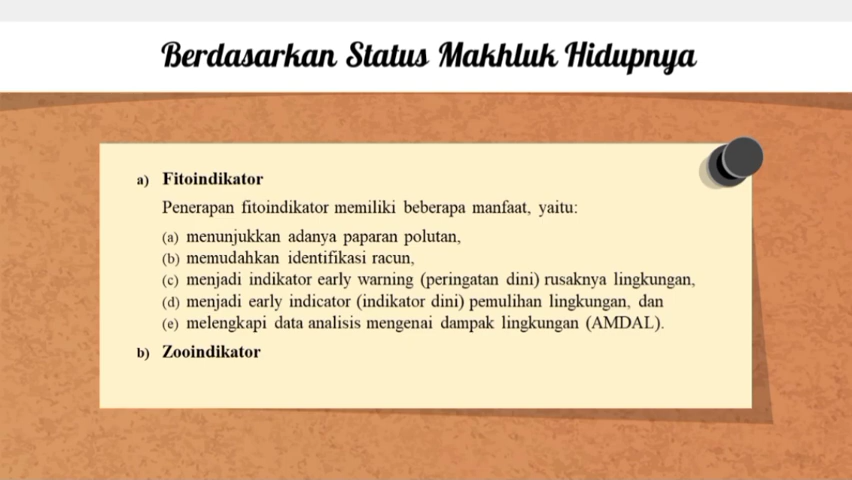 Berdasarkan Status Makhluk Hidupnya
a) Fitoindikator
Penerapan fitoindikator memiliki beberapa manfaat, yaitu:
(a) menunjukkan adanya paparan polutan,
(b) memudahkan identifikasi racun,
(c) menjadi indikator early warning (peringatan dini) rusaknya lingkungan,
(d) menjadi early indicator (indikator dini) pemulihan lingkungan, dan
(e) melengkapi data analisis mengenai dampak lingkungan (AMDAL).
b) Zooindikator